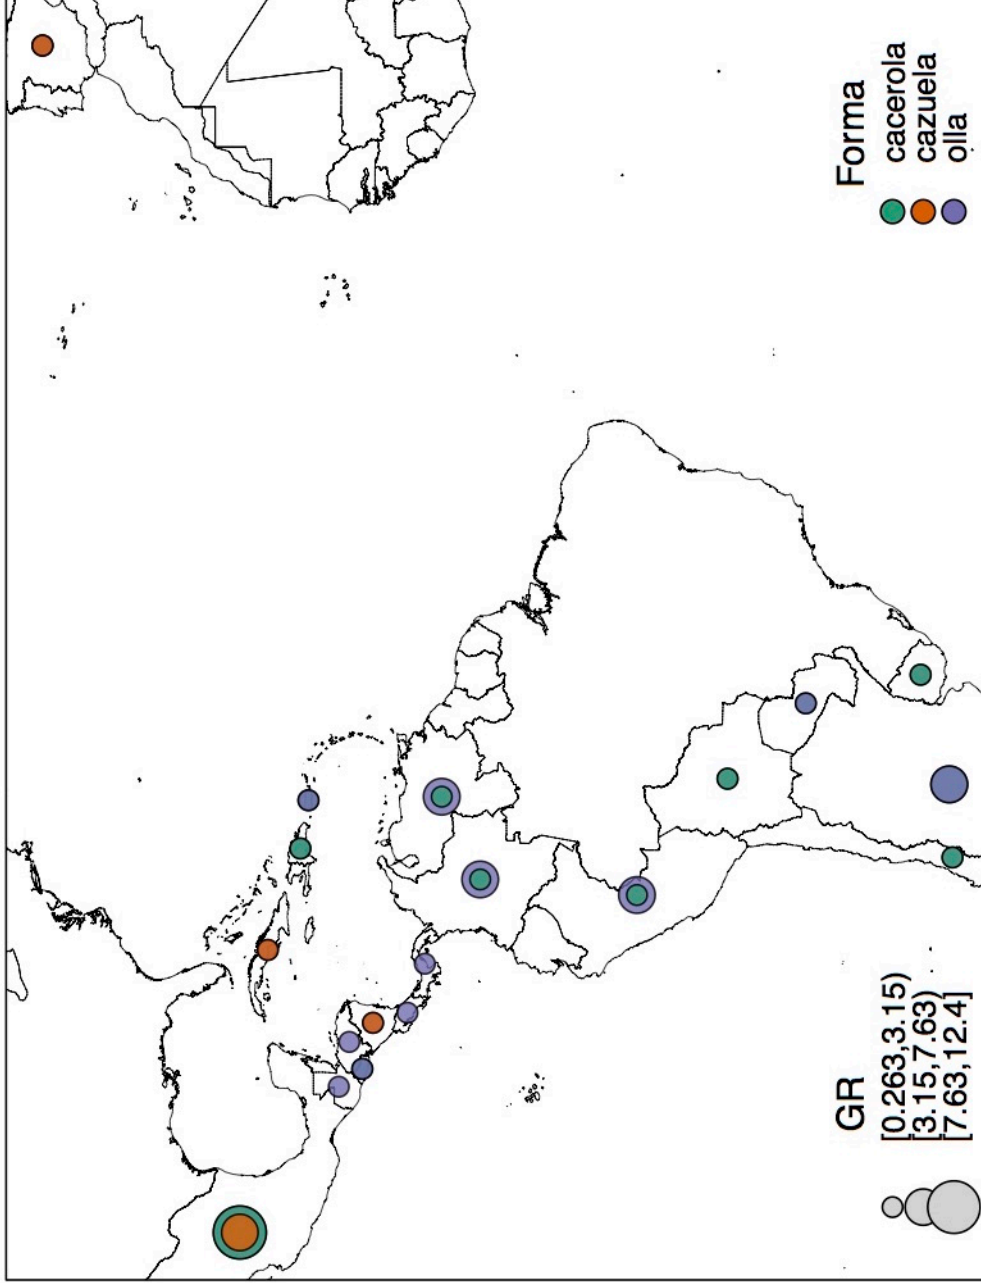 GR
[0.263,3.15)
[3.15,7.63)
[7.63,12.4]
Forma
cacerola
cazuela
olla